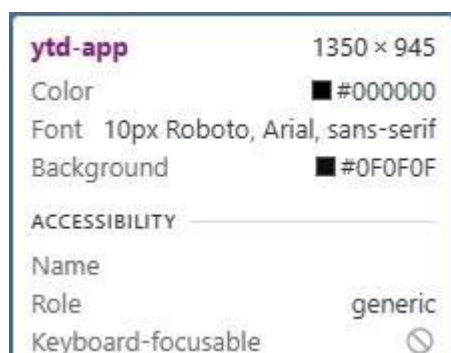 ytd-app 1350 × 945
Color #000000
Font 10px Roboto, Arial, sans-serif
Background #0F0F0F
ACCESSIBILITY
Name
Role generic
Keyboard-focusable